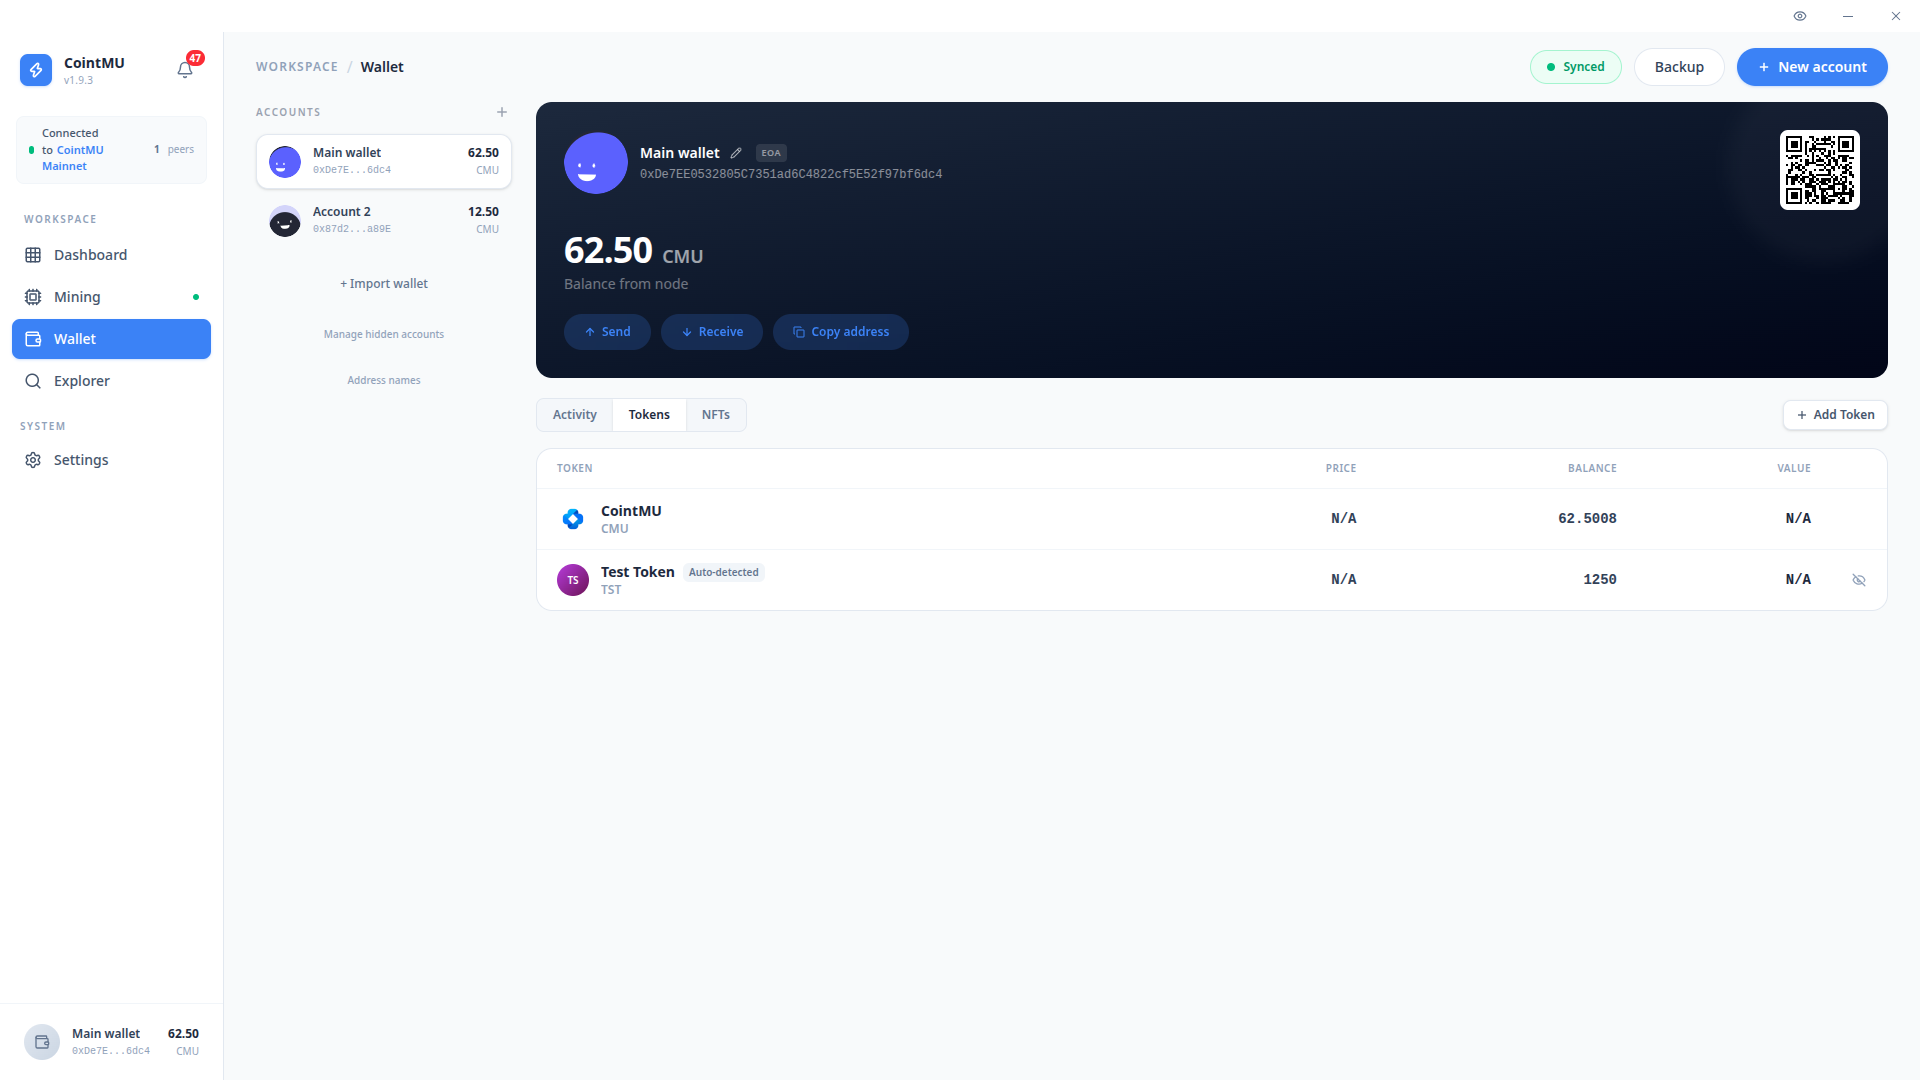 CointMU
v1.9.3
47
Connected
to CointMU
Mainnet
1 peers
WORKSPACE
Dashboard
Mining
Wallet
Explorer
SYSTEM
Settings
Main wallet
62.50
0xDe7E...6dc4
CMU
WORKSPACE / Wallet
Synced
Backup
+ New account
ACCOUNTS
+
Main wallet
62.50
0xDe7E...6dc4
CMU
Account 2
12.50
0x87d2...a89E
CMU
+ Import wallet
Manage hidden accounts
Address names
Main wallet
EOA
0xDe7EE0532805C7351ad6C4822cf5E52f97bf6dc4
62.50 CMU
Balance from node
Send
Receive
Copy address
Activity
Tokens
NFTs
+ Add Token
TOKEN
PRICE
BALANCE
VALUE
CointMU
CMU
N/A
62.5008
N/A
TS
Test Token
Auto-detected
TST
N/A
1250
N/A